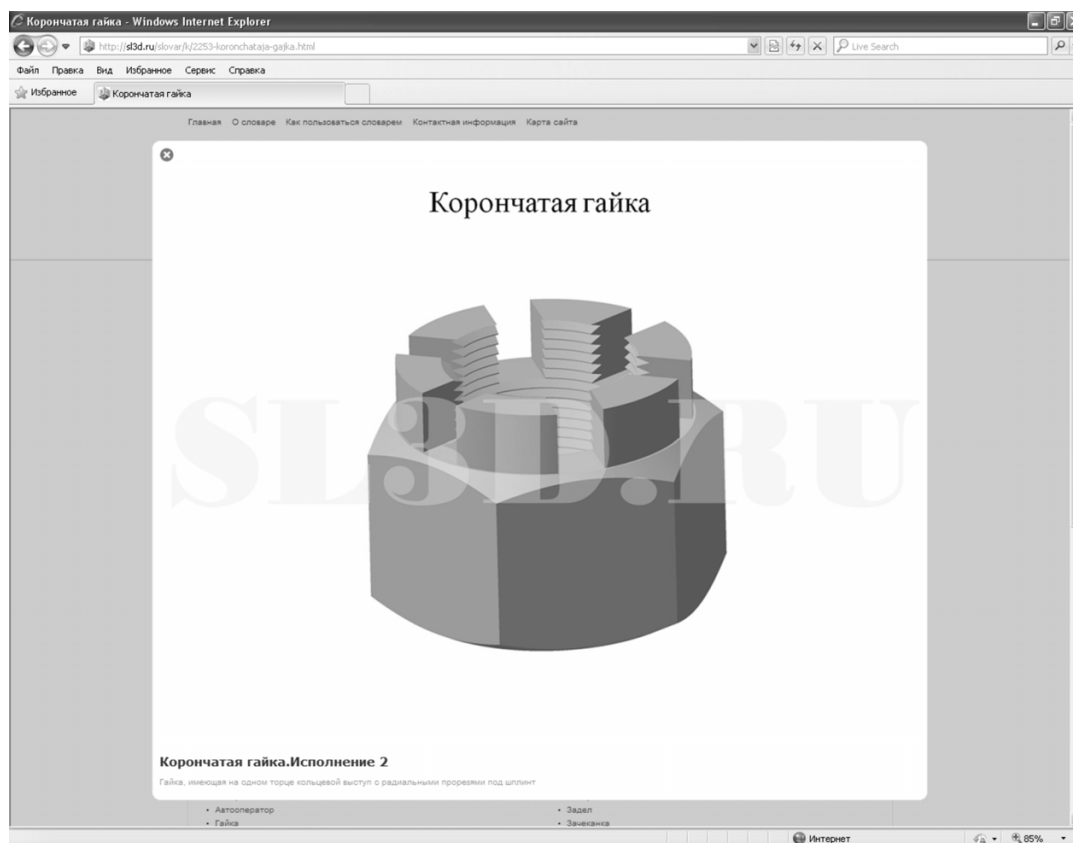 Корончатая гайка - Windows Internet Explorer
http://sl3d.ru/slovar/k/2253-koronchataja-gajka.html
Live Search
Файл Правка Вид Избранное Сервис Справка
Избранное
Корончатая гайка
Главная О словаре Как пользоваться словарем Контактная информация Карта сайта
Корончатая гайка
SL3D.RU
Корончатая гайка.Исполнение 2
Гайка, имеющая на одном торце кольцевой выступ с радиальными прорезями под шплинт
• Автооператор
• Задел
• Гайка
• Зачеканка
Интернет
85%